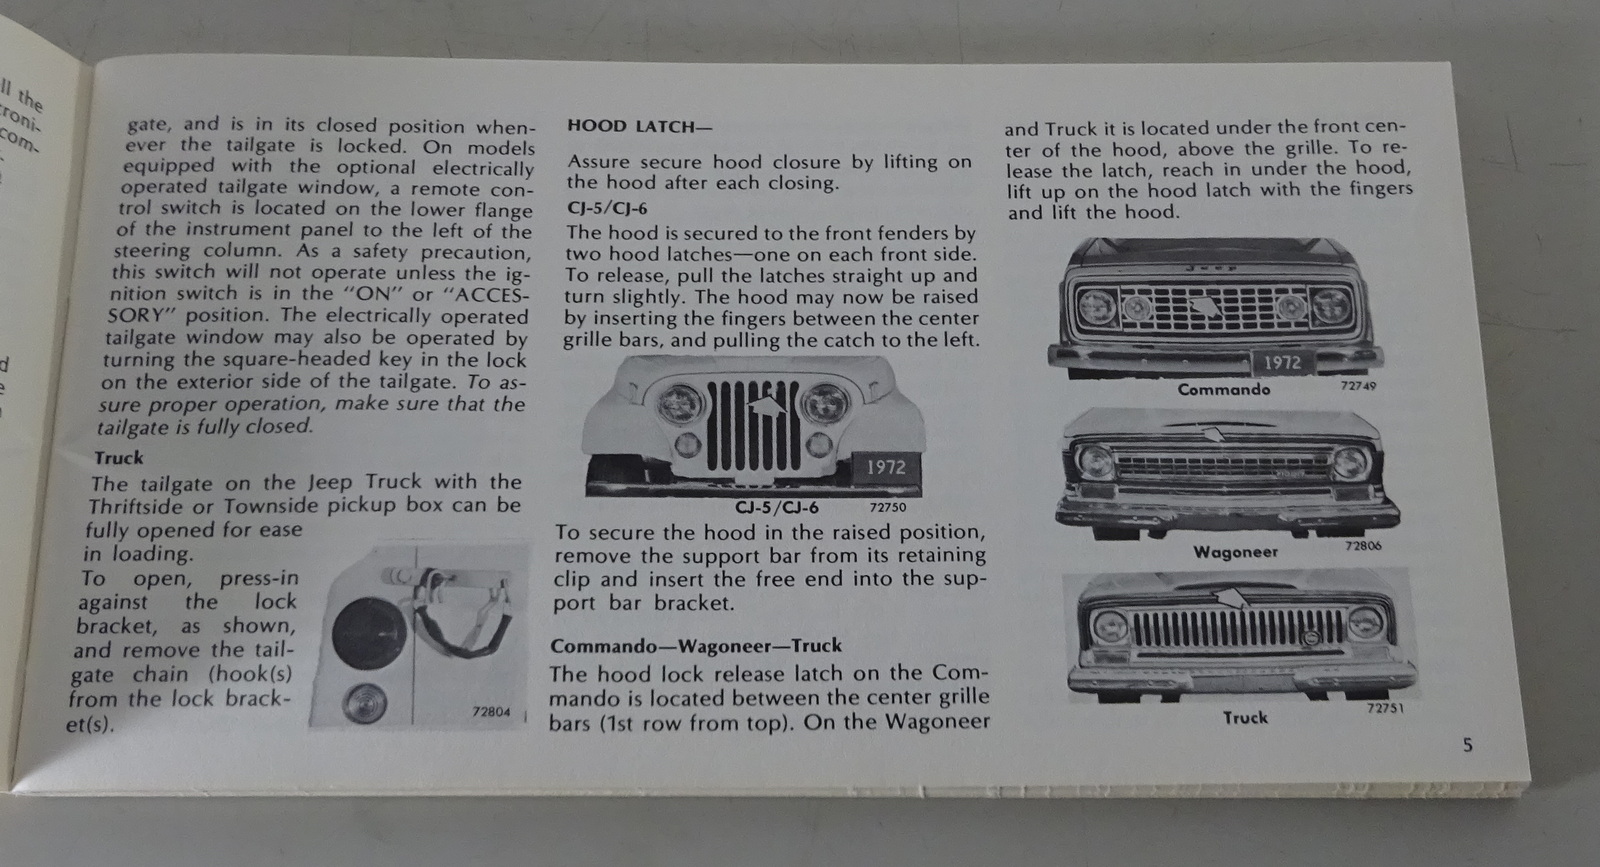 ll the
troni-
com-
gate, and is in its closed position when-
ever the tailgate is locked. On models
equipped with the optional electrically
operated tailgate window, a remote con-
trol switch is located on the lower flange
of the instrument panel to the left of the
steering column. As a safety precaution,
this switch will not operate unless the ig-
nition switch is in the "ON" or "ACCES-
SORY" position. The electrically operated
tailgate window may also be operated by
turning the square-headed key in the lock
on the exterior side of the tailgate. To as-
sure proper operation, make sure that the
tailgate is fully closed.
Truck
The tailgate on the Jeep Truck with the
Thriftside or Townside pickup box can be
fully opened for ease
in loading.
To open, press-in
against the lock
bracket, as shown,
and remove the tail-
gate chain (hook(s)
from the lock brack-
et(s).
72804
HOOD LATCH—
Assure secure hood closure by lifting on
the hood after each closing.
CJ-5/CJ-6
The hood is secured to the front fenders by
two hood latches—one on each front side.
To release, pull the latches straight up and
turn slightly. The hood may now be raised
by inserting the fingers between the center
grille bars, and pulling the catch to the left.
1972
CJ-5/CJ-6 72750
To secure the hood in the raised position,
remove the support bar from its retaining
clip and insert the free end into the sup-
port bar bracket.
Commando—Wagoneer—Truck
The hood lock release latch on the Com-
mando is located between the center grille
bars (1st row from top). On the Wagoneer
and Truck it is located under the front cen-
ter of the hood, above the grille. To re-
lease the latch, reach in under the hood,
lift up on the hood latch with the fingers
and lift the hood.
Jeep
1972
Commando 72749
Wagoneer 72806
Truck 72751
5